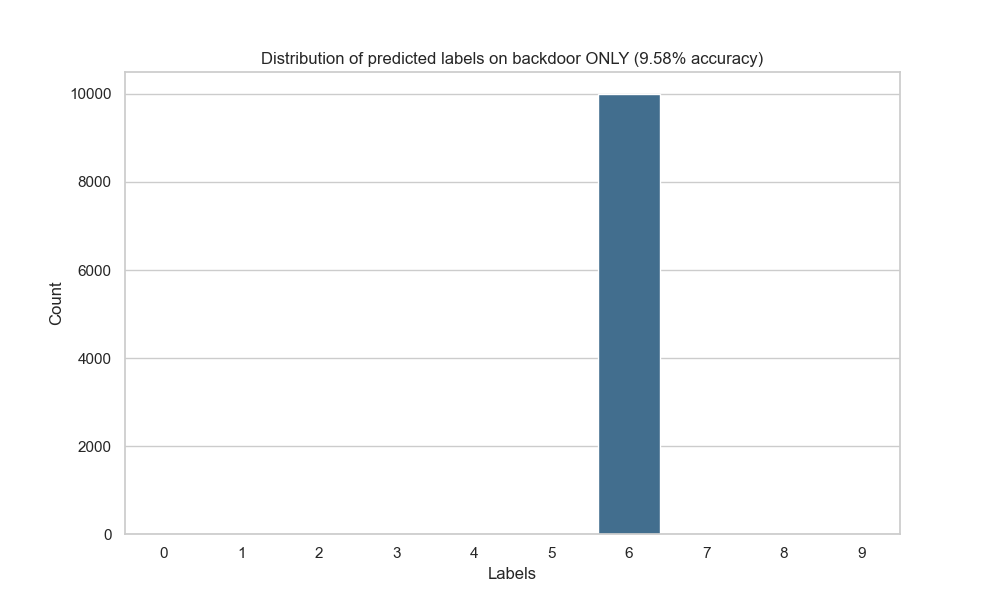 Distribution of predicted labels on backdoor ONLY (9.58% accuracy)
10000
8000
6000
4000
2000
0
Count
0 1 2 3 4 5 6 7 8 9
Labels